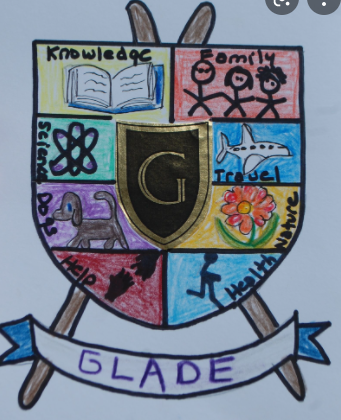 Knowledge
Family
Science
G
Travel
Dogs
Nature
Help
Health
GLADE